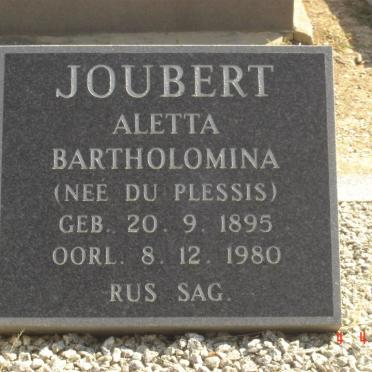 JOUBERT
ALETTA
BARTHOLOMINA
(NEE DU PLESSIS)
GEB. 20. 9. 1895
OORL. 8. 12. 1980
RUS SAG.